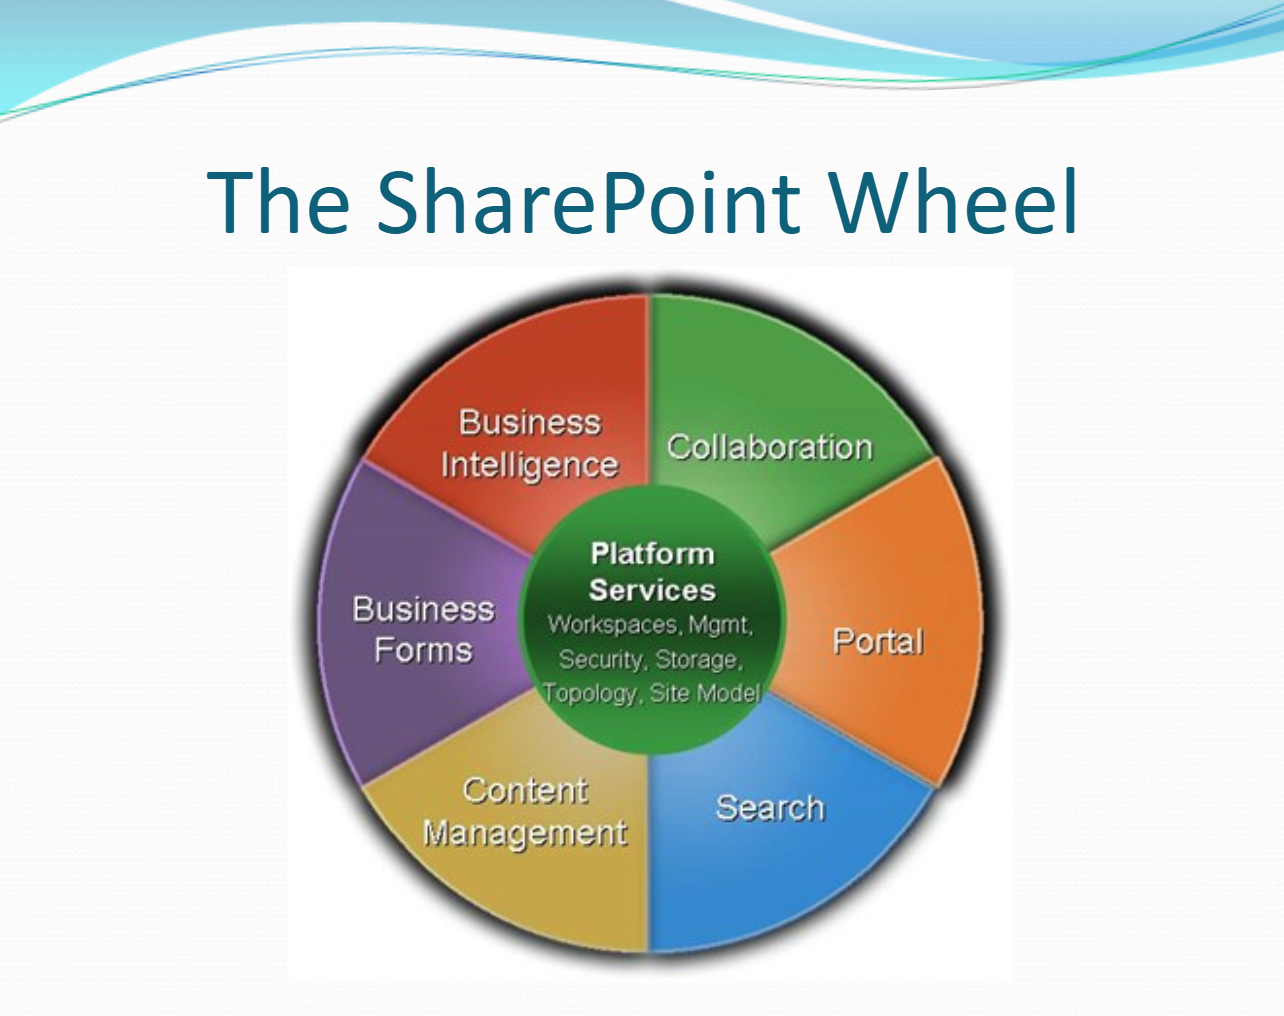 The SharePoint Wheel
Business
Intelligence
Collaboration
Platform
Services
Workspaces, Mgmt,
Security, Storage,
Topology, Site Model
Business
Forms
Portal
Content
Management
Search